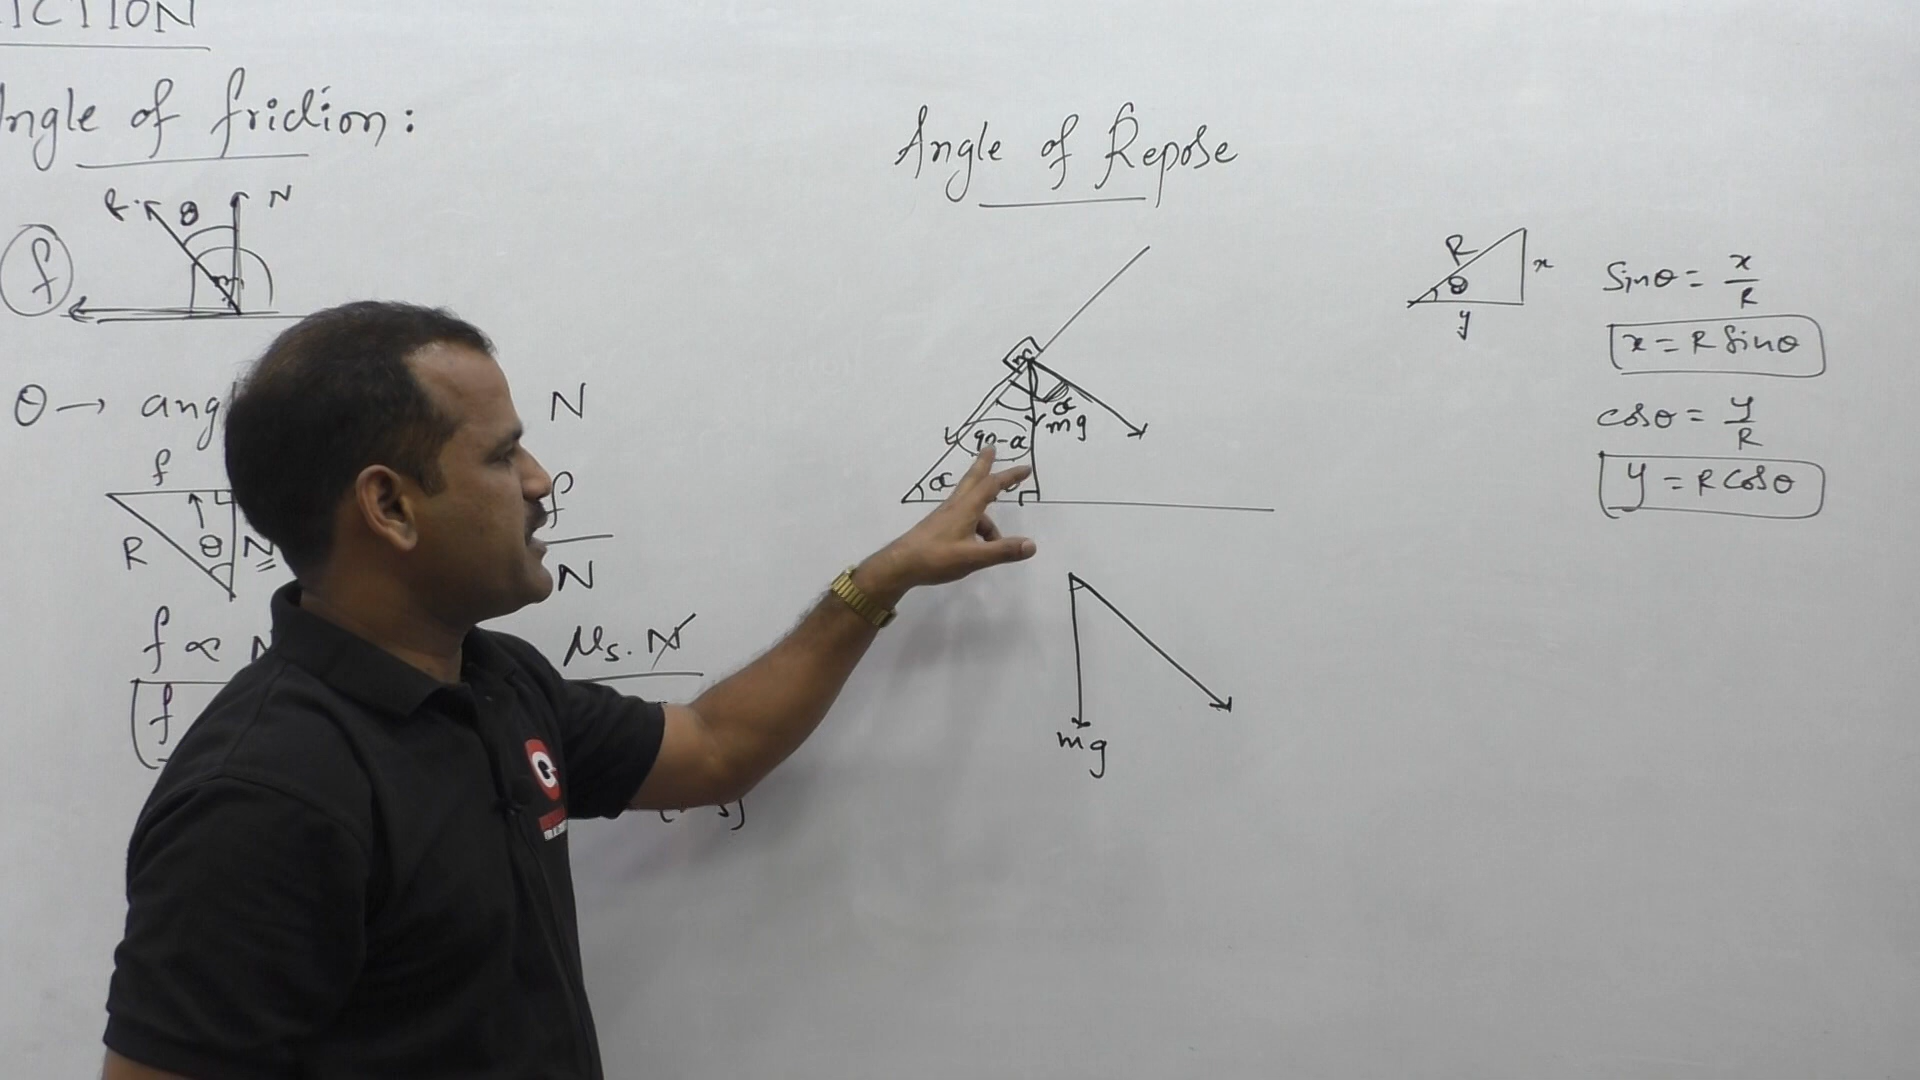 ICTION
ngle of friction:
θ N
f
θ → ang
N
f
R θ N
f
N
f ∝ N
μs. N
f
Angle of Repose
m
α
mg
90-α
α
mg
R
θ
x
y
Sinθ = x/R
x = R Sinθ
cosθ = y/R
y = R cosθ